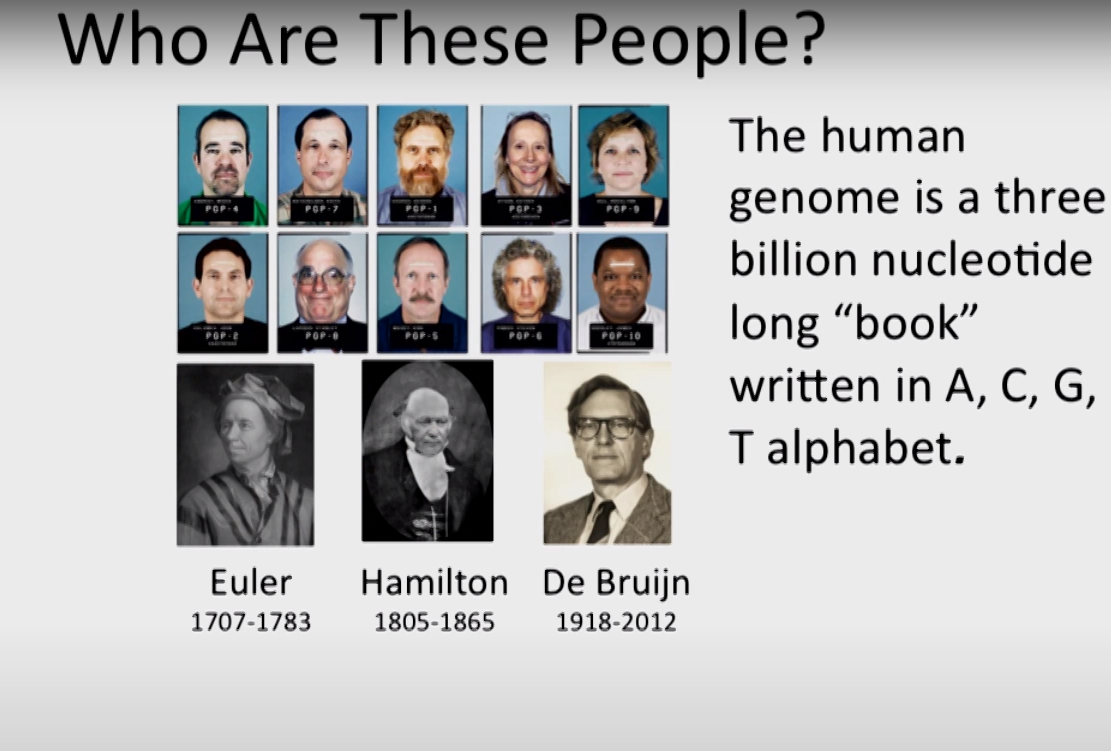 Who Are These People?
PGP-4
PGP-7
PGP-1
PGP-3
PGP-9
PGP-2
PGP-8
PGP-5
PGP-6
PGP-10
The human
genome is a three
billion nucleotide
long “book”
written in A, C, G,
T alphabet.
Euler
Hamilton
De Bruijn
1707-1783
1805-1865
1918-2012